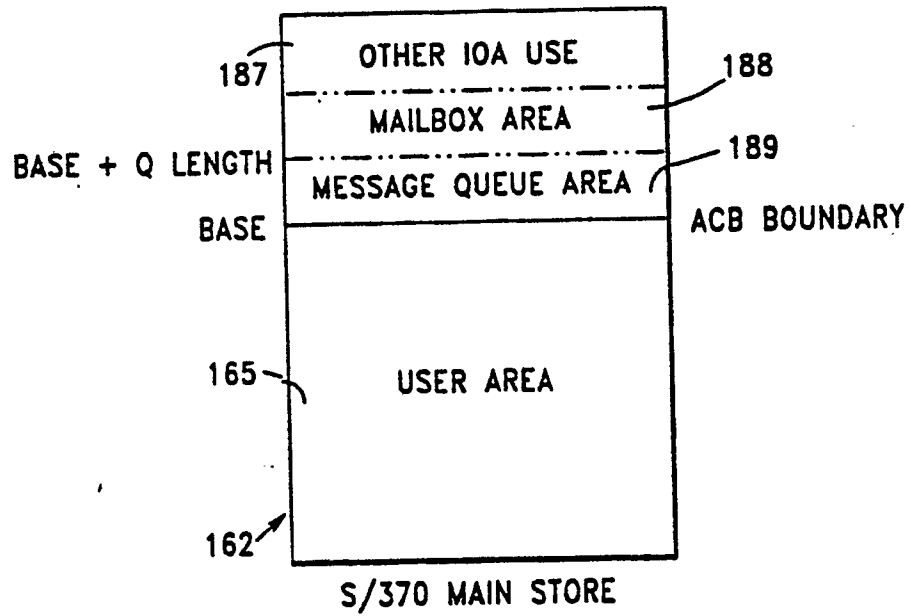 OTHER IOA USE
187
188
MAILBOX AREA
BASE + Q LENGTH
189
MESSAGE QUEUE AREA
BASE
ACB BOUNDARY
165
USER AREA
162
S/370 MAIN STORE